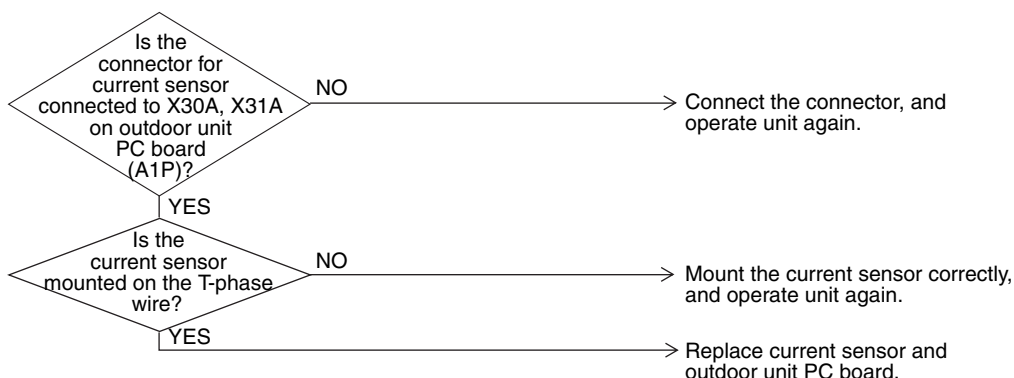 Is the
connector for
current sensor
connected to X30A, X31A
on outdoor unit
PC board
(A1P)?
NO
Connect the connector, and
operate unit again.
YES
Is the
current sensor
mounted on the T-phase
wire?
NO
Mount the current sensor correctly,
and operate unit again.
YES
Replace current sensor and
outdoor unit PC board.